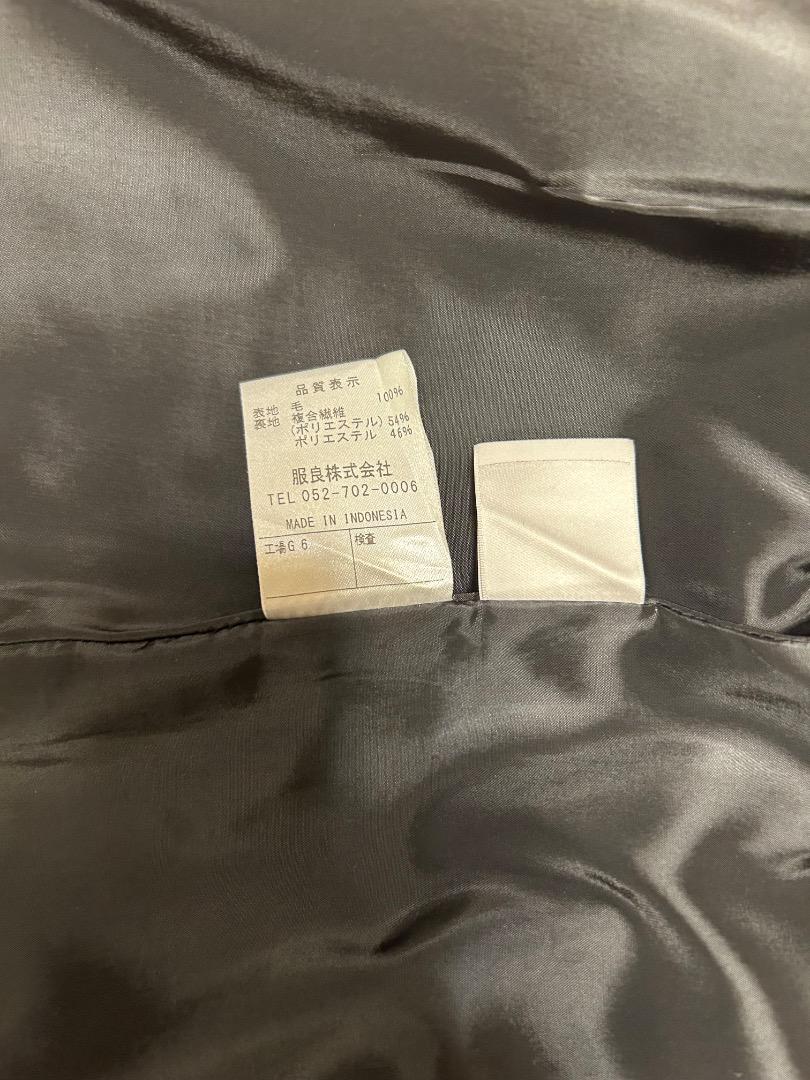 品質表示
表地 毛 100%
裏地 複合繊維
(ポリエステル) 54%
ポリエステル 46%
服良株式会社
TEL 052-702-0006
MADE IN INDONESIA
工場G 6 検査